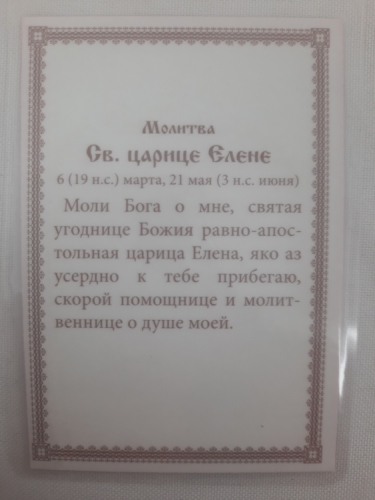 Молитва
Св. царице Елене
6 (19 н.с.) марта, 21 мая (3 н.с. июня)
Моли Бога о мне, святая
угоднице Божия равно-апос-
тольная царица Елена, яко аз
усердно к тебе прибегаю,
скорой помощнице и молит-
веннице о душе моей.